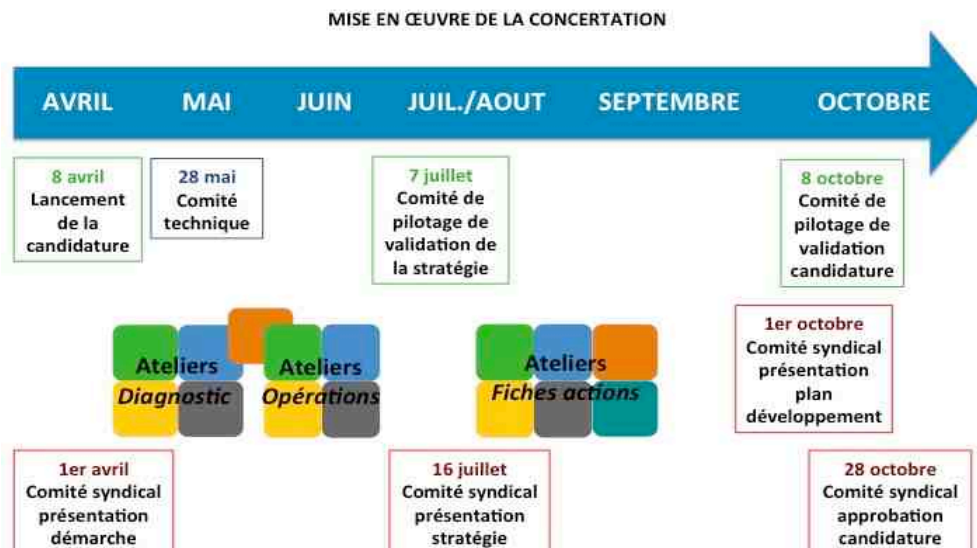 MISE EN ŒUVRE DE LA CONCERTATION
AVRIL MAI JUIN JUIL./AOUT SEPTEMBRE OCTOBRE
8 avril
Lancement
de la
candidature
28 mai
Comité
technique
7 juillet
Comité de
pilotage de
validation de
la stratégie
8 octobre
Comité de
pilotage de
validation
candidature
Ateliers
Diagnostic
Ateliers
Opérations
Ateliers
Fiches actions
1er octobre
Comité syndical
présentation
plan
développement
1er avril
Comité syndical
présentation
démarche
16 juillet
Comité syndical
présentation
stratégie
28 octobre
Comité syndical
approbation
candidature